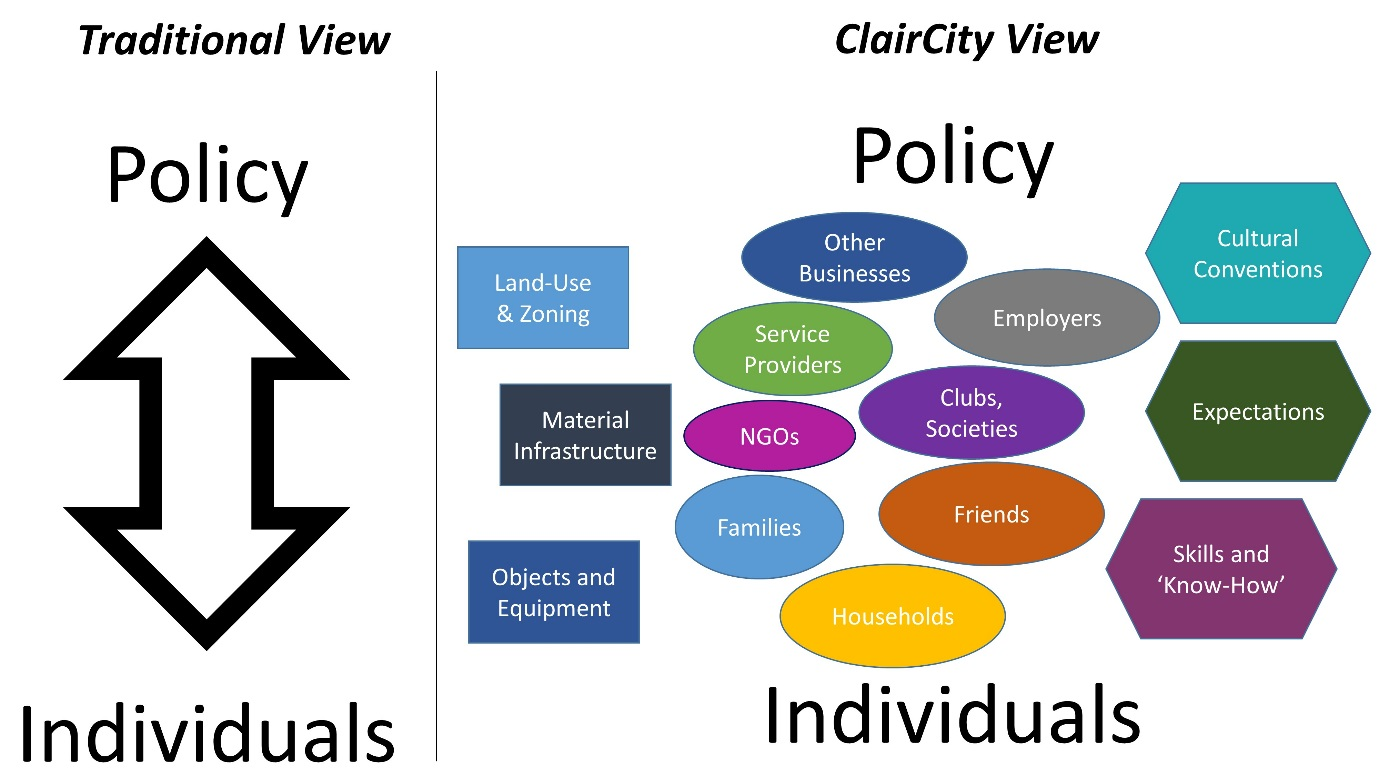 Traditional View
Policy
Individuals
ClairCity View
Policy
Land-Use
& Zoning
Material
Infrastructure
Objects and
Equipment
Other
Businesses
Employers
Service
Providers
Clubs,
Societies
NGOs
Families
Friends
Households
Cultural
Conventions
Expectations
Skills and
‘Know-How’
Individuals